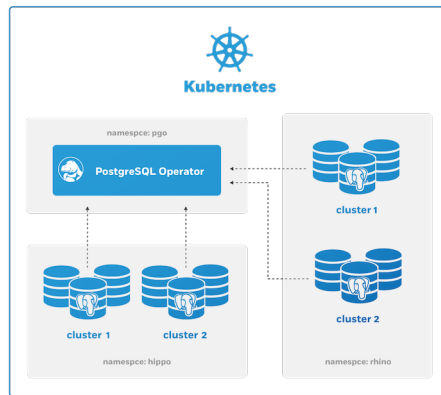 Kubernetes
namespce: pgo
PostgreSQL Operator
cluster 1
cluster 2
namespce: hippo
cluster 1
cluster 2
namespce: rhino